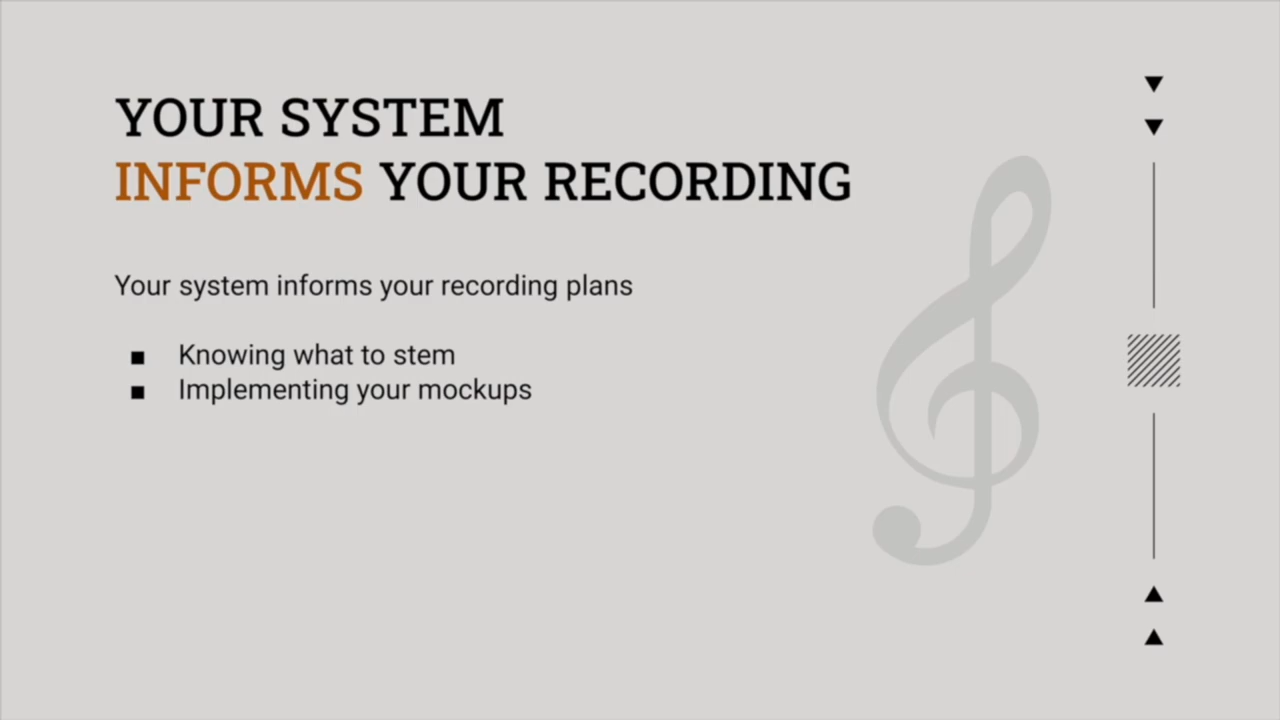 YOUR SYSTEM
INFORMS YOUR RECORDING
Your system informs your recording plans
■ Knowing what to stem
■ Implementing your mockups